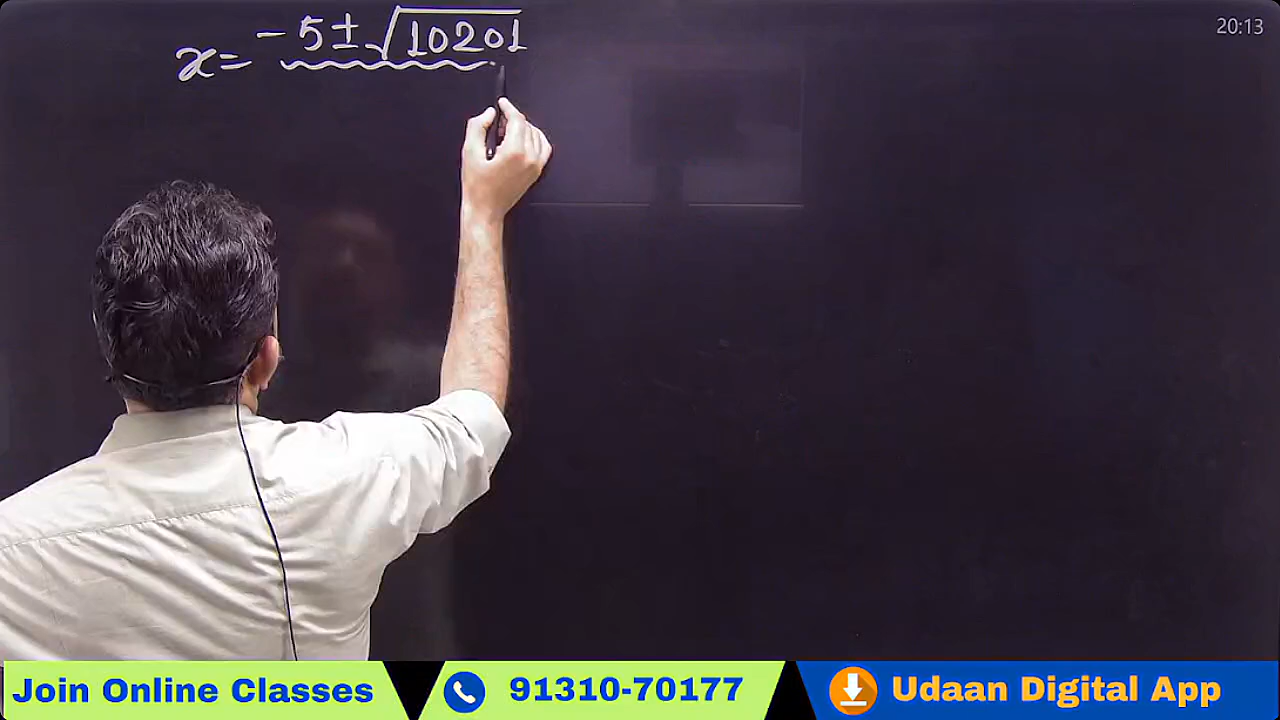 20:13
x = -5 ± √10201
Join Online Classes
91310-70177
Udaan Digital App